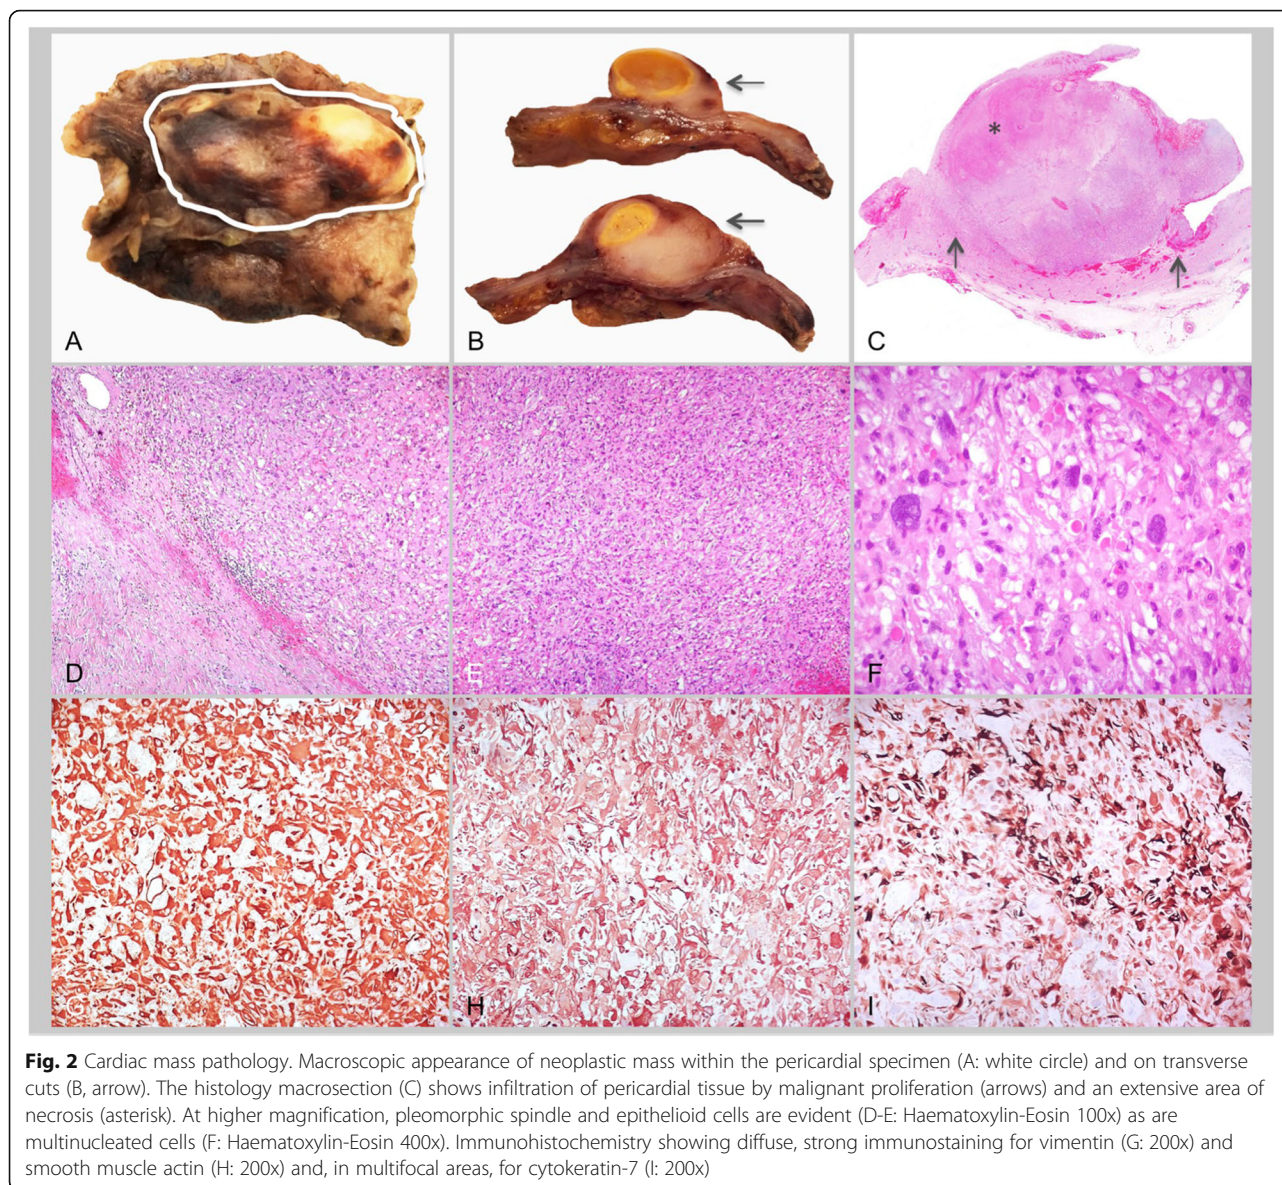 A
B
C
*
D
E
F
G
H
I
Fig. 2 Cardiac mass pathology. Macroscopic appearance of neoplastic mass within the pericardial specimen (A: white circle) and on transverse
cuts (B, arrow). The histology macrosection (C) shows infiltration of pericardial tissue by malignant proliferation (arrows) and an extensive area of
necrosis (asterisk). At higher magnification, pleomorphic spindle and epithelioid cells are evident (D-E: Haematoxylin-Eosin 100x) as are
multinucleated cells (F: Haematoxylin-Eosin 400x). Immunohistochemistry showing diffuse, strong immunostaining for vimentin (G: 200x) and
smooth muscle actin (H: 200x) and, in multifocal areas, for cytokeratin-7 (I: 200x)